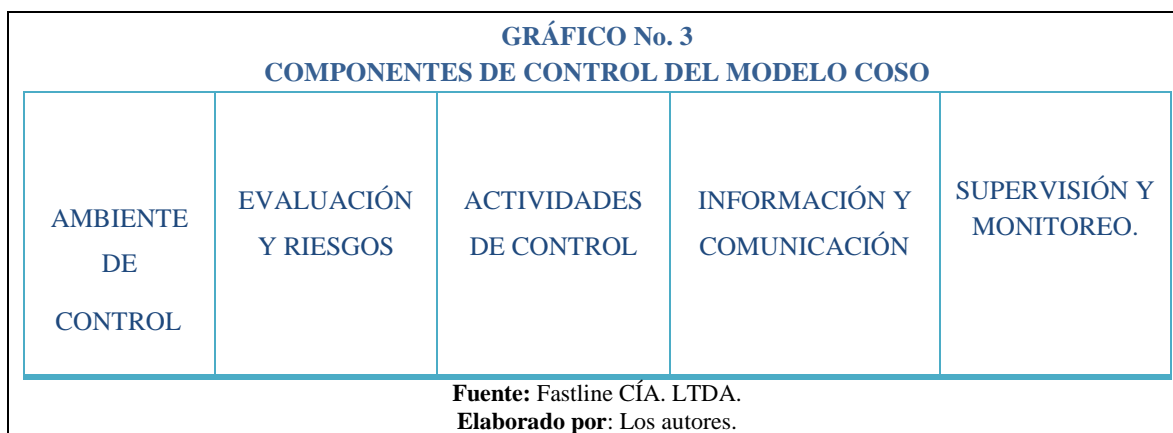 GRÁFICO No. 3
COMPONENTES DE CONTROL DEL MODELO COSO
AMBIENTE
DE
CONTROL
EVALUACIÓN
Y RIESGOS
ACTIVIDADES
DE CONTROL
INFORMACIÓN Y
COMUNICACIÓN
SUPERVISIÓN Y
MONITOREO.
Fuente: Fastline CÍA. LTDA.
Elaborado por: Los autores.